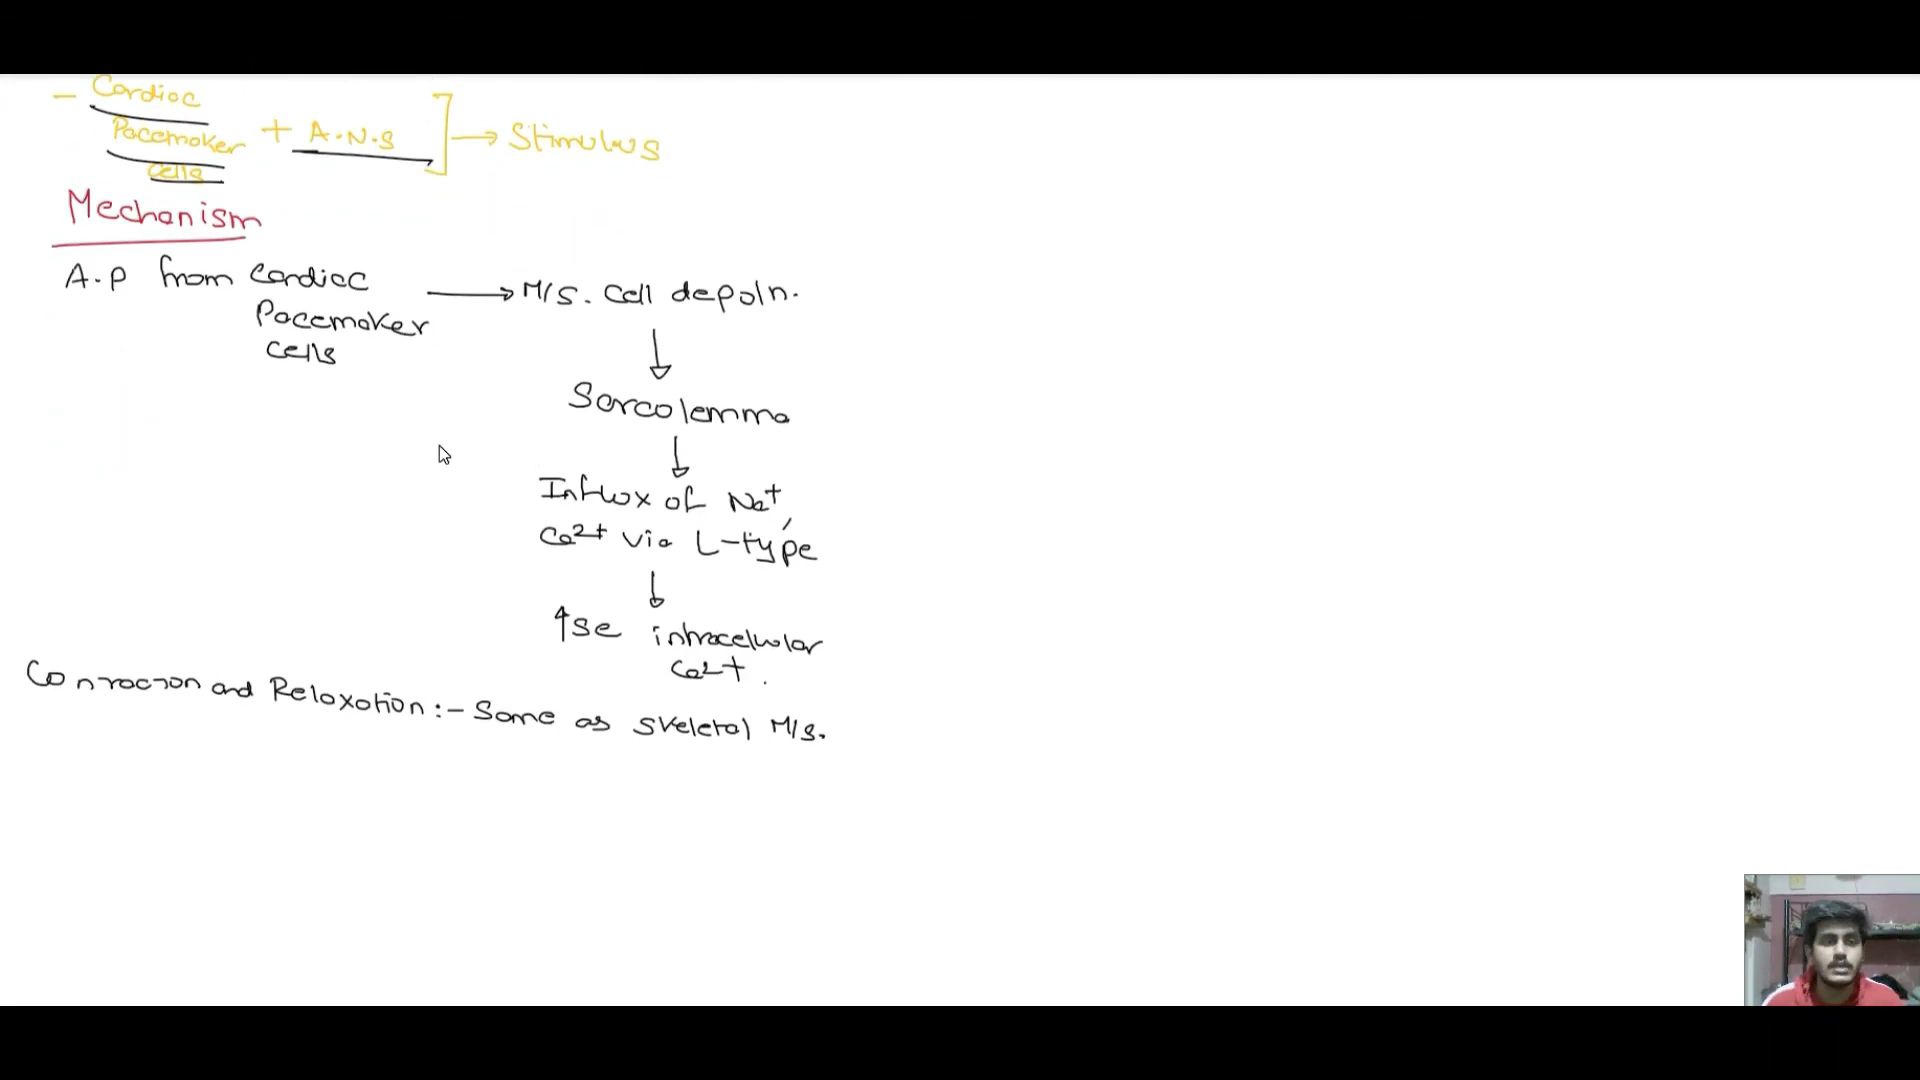 - Cardiac
Pacemaker + A.N.S ] → Stimulus
cells
Mechanism
A.P from Cardiac → M/s. Cell depoln.
Pacemaker
cells
↓
Sarcolemma
↓
Influx of Na+,
Ca2+ via L-type
↓
↑se intracellular
Ca2+.
Contraction and Relaxation :- Same as skeletal M/s.